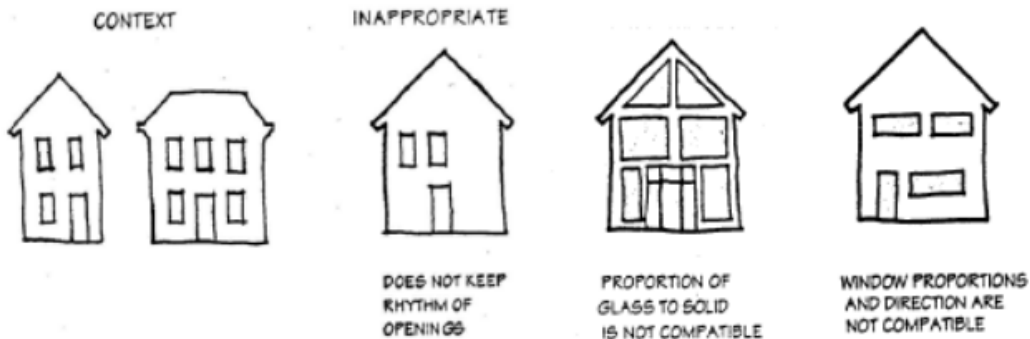 CONTEXT
INAPPROPRIATE
DOES NOT KEEP
RHYTHM OF
OPENINGS
PROPORTION OF
GLASS TO SOLID
IS NOT COMPATIBLE
WINDOW PROPORTIONS
AND DIRECTION ARE
NOT COMPATIBLE